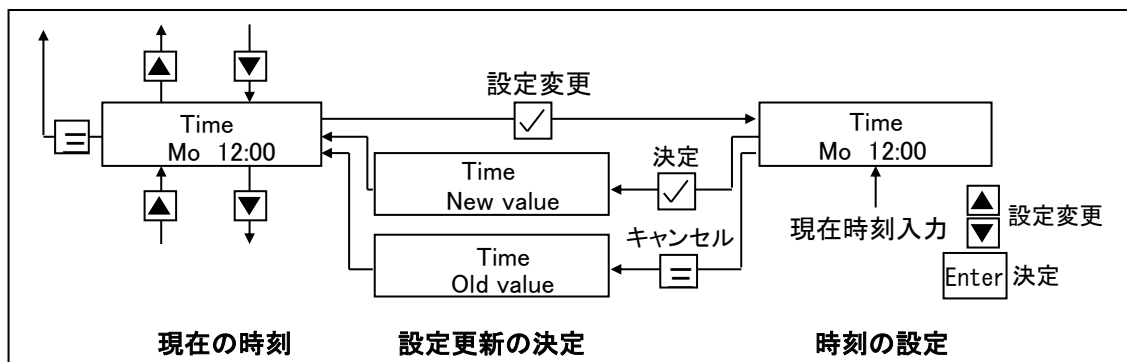 設定変更
Time
Mo 12:00
Time
Mo 12:00
決定
Time
New value
キャンセル
Time
Old value
現在時刻入力
設定変更
Enter 決定
現在の時刻
設定更新の決定
時刻の設定